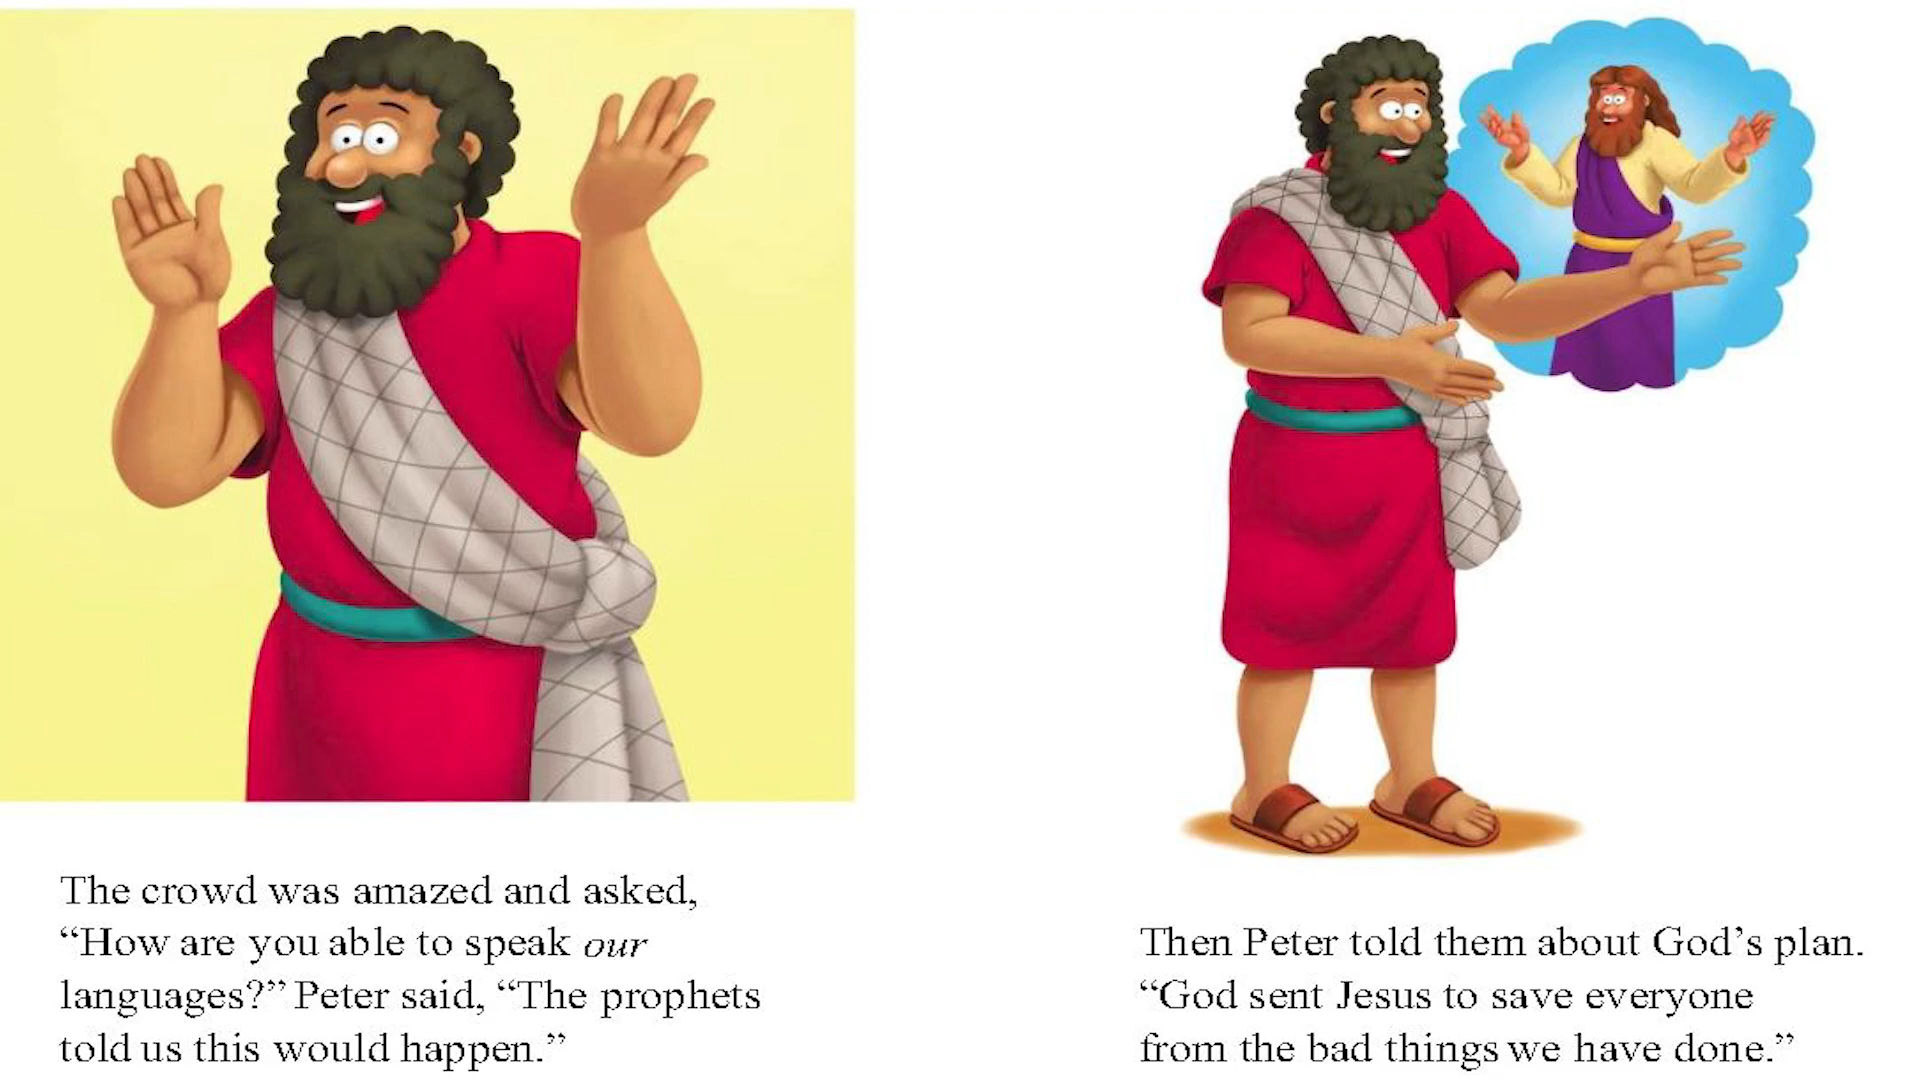 The crowd was amazed and asked,
“How are you able to speak our
languages?” Peter said, “The prophets
told us this would happen.”
Then Peter told them about God’s plan.
“God sent Jesus to save everyone
from the bad things we have done.”